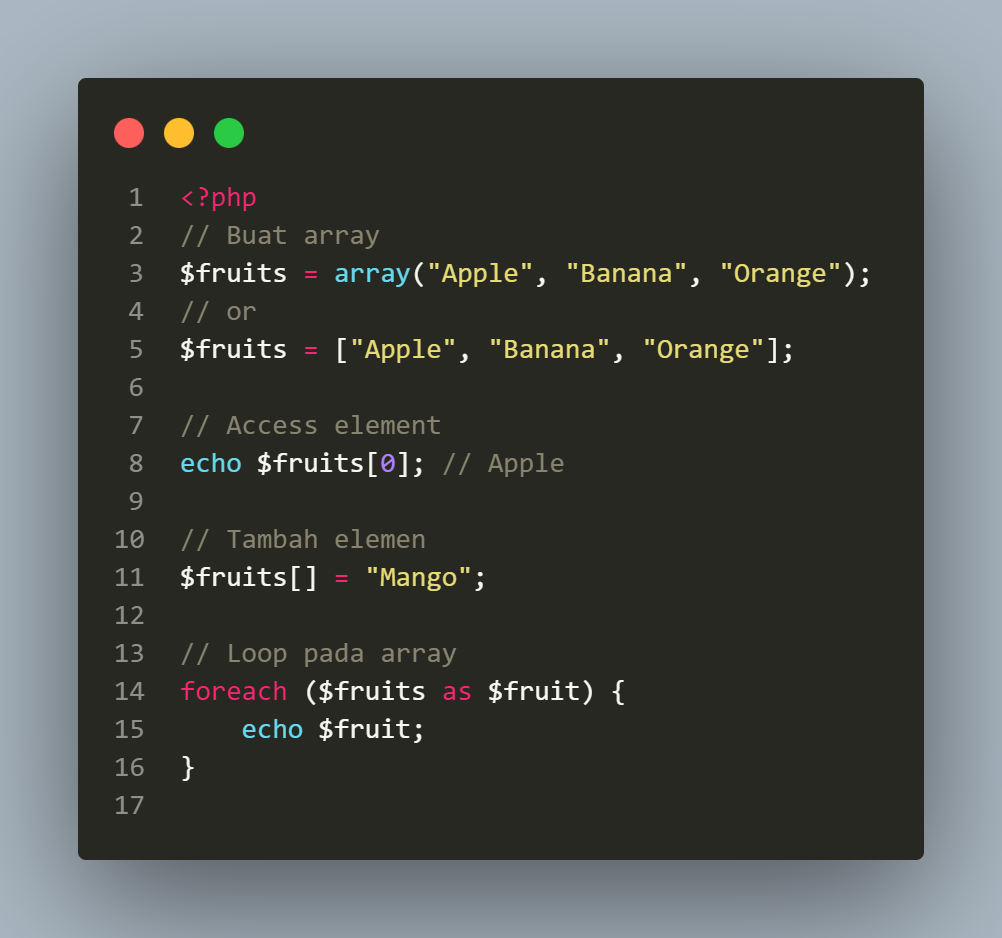 1 <?php
2 // Buat array
3 $fruits = array("Apple", "Banana", "Orange");
4 // or
5 $fruits = ["Apple", "Banana", "Orange"];
6
7 // Access element
8 echo $fruits[0]; // Apple
9
10 // Tambah elemen
11 $fruits[] = "Mango";
12
13 // Loop pada array
14 foreach ($fruits as $fruit) {
15     echo $fruit;
16 }
17